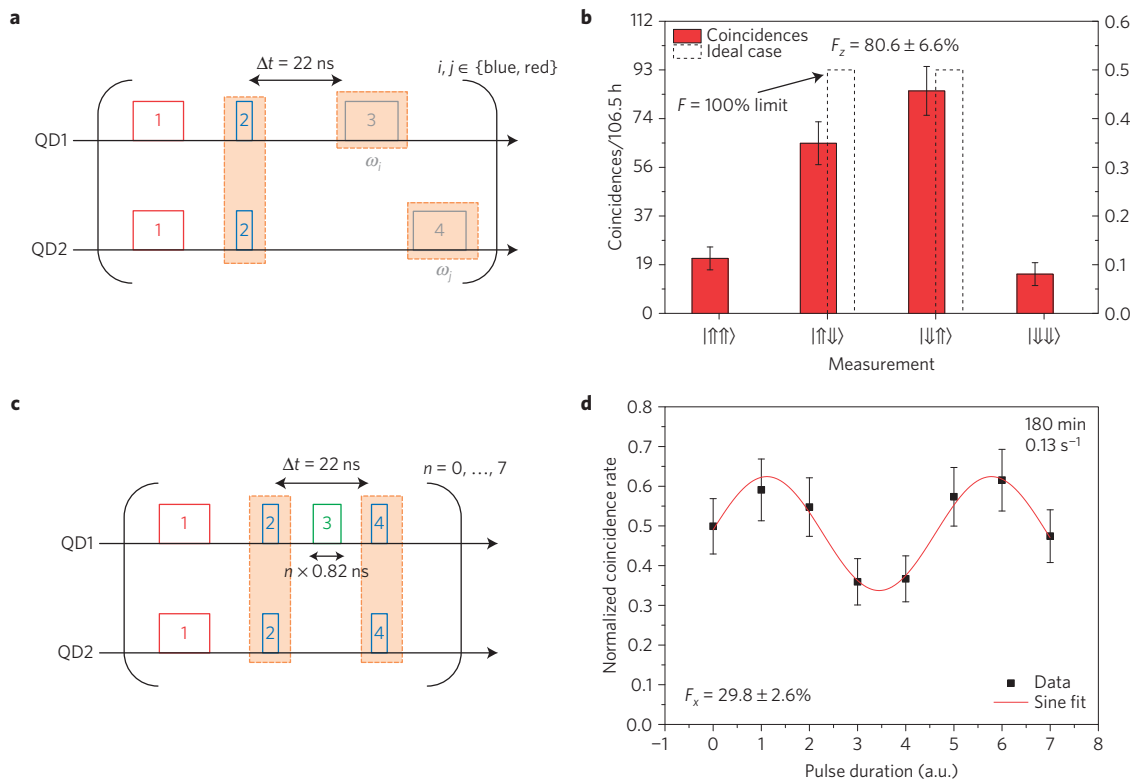 a
Δt = 22 ns
i, j ∈ {blue, red}
QD1
1
2
3
ω_i
QD2
1
2
4
ω_j
b
Coincidences
Ideal case
F_z = 80.6 ± 6.6%
F = 100% limit
Coincidences/106.5 h
112
93
74
56
37
19
0
0.6
0.5
0.4
0.3
0.2
0.1
0.0
|⇑⇑⟩
|⇑⇓⟩
|⇓⇑⟩
|⇓⇓⟩
Measurement
c
Δt = 22 ns
n = 0, …, 7
QD1
1
2
3
4
n × 0.82 ns
QD2
1
2
4
d
180 min
0.13 s⁻¹
Normalized coincidence rate
0.8
0.7
0.6
0.5
0.4
0.3
0.2
0.1
0.0
F_x = 29.8 ± 2.6%
Data
Sine fit
−1
0
1
2
3
4
5
6
7
8
Pulse duration (a.u.)